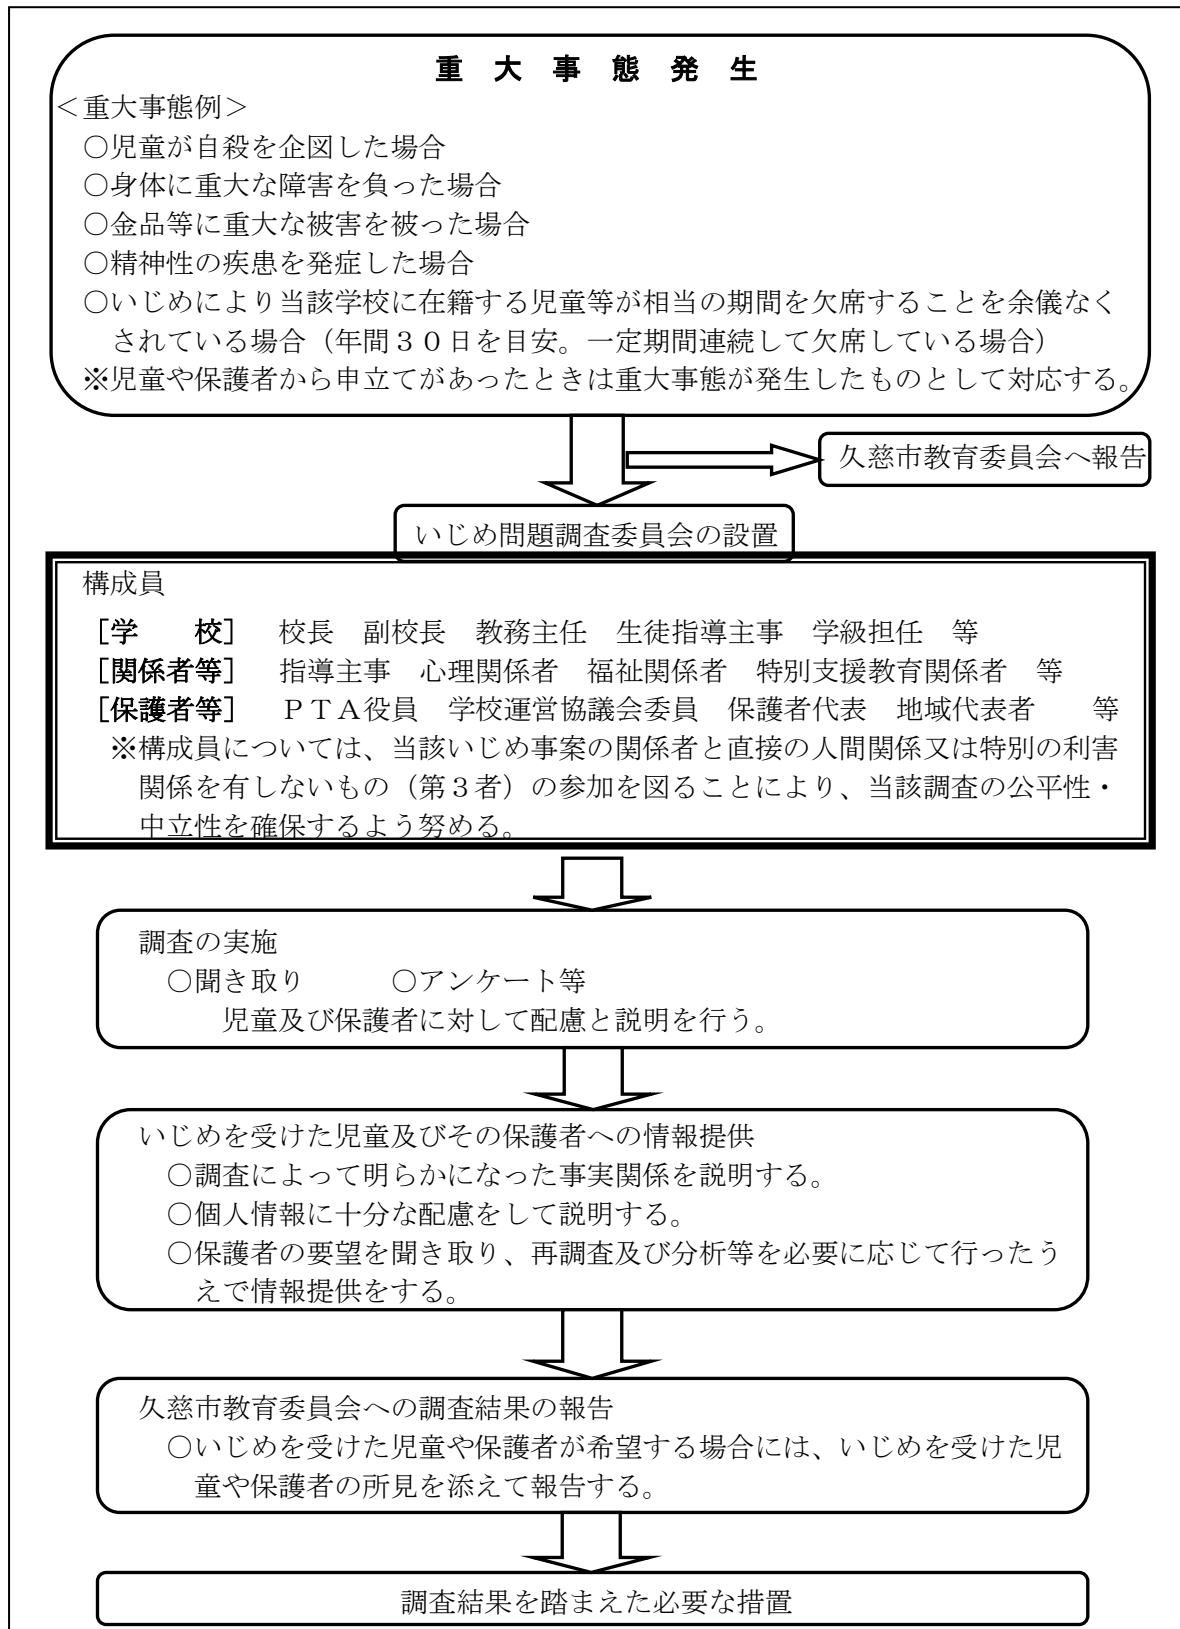 重大事態発生
＜重大事態例＞
○児童が自殺を企図した場合
○身体に重大な障害を負った場合
○金品等に重大な被害を被った場合
○精神性の疾患を発症した場合
○いじめにより当該学校に在籍する児童等が相当の期間を欠席することを余儀なく
されている場合（年間３０日を目安。一定期間連続して欠席している場合）
※児童や保護者から申立てがあったときは重大事態が発生したものとして対応する。
久慈市教育委員会へ報告
いじめ問題調査委員会の設置
構成員
［学　　校］　校長　副校長　教務主任　生徒指導主事　学級担任　等
［関係者等］　指導主事　心理関係者　福祉関係者　特別支援教育関係者　等
［保護者等］　ＰＴＡ役員　学校運営協議会委員　保護者代表　地域代表者　　等
※構成員については、当該いじめ事案の関係者と直接の人間関係又は特別の利害
関係を有しないもの（第３者）の参加を図ることにより、当該調査の公平性・
中立性を確保するよう努める。
調査の実施
○聞き取り　　　○アンケート等
児童及び保護者に対して配慮と説明を行う。
いじめを受けた児童及びその保護者への情報提供
○調査によって明らかになった事実関係を説明する。
○個人情報に十分な配慮をして説明する。
○保護者の要望を聞き取り、再調査及び分析等を必要に応じて行ったう
えで情報提供をする。
久慈市教育委員会への調査結果の報告
○いじめを受けた児童や保護者が希望する場合には、いじめを受けた児
童や保護者の所見を添えて報告する。
調査結果を踏まえた必要な措置